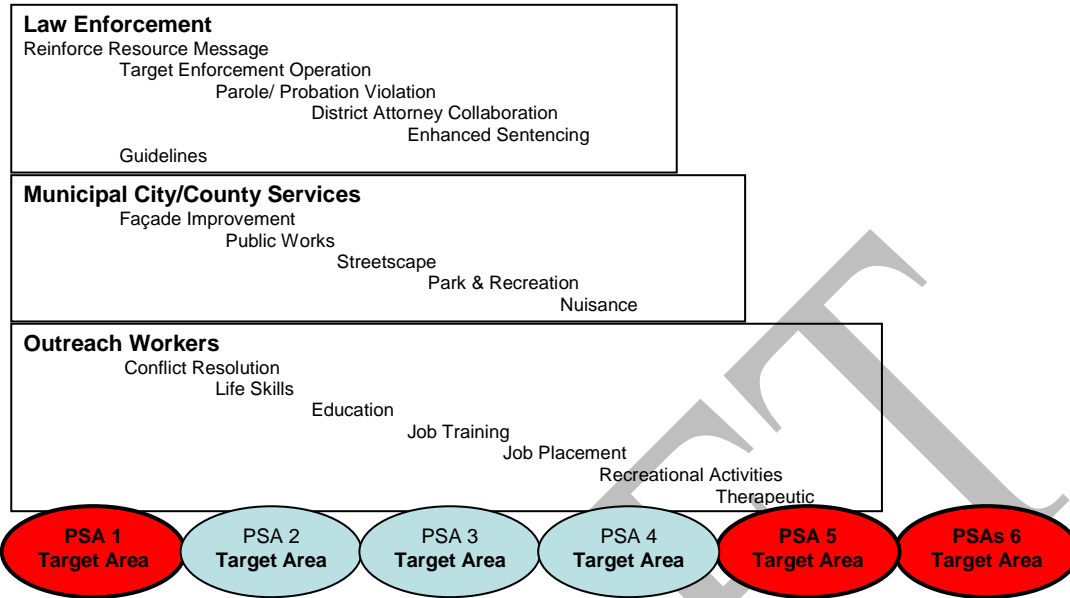 Law Enforcement
Reinforce Resource Message
Target Enforcement Operation
Parole/ Probation Violation
District Attorney Collaboration
Enhanced Sentencing
Guidelines
Municipal City/County Services
Façade Improvement
Public Works
Streetscape
Park & Recreation
Nuisance
Outreach Workers
Conflict Resolution
Life Skills
Education
Job Training
Job Placement
Recreational Activities
Therapeutic
PSA 1
Target Area
PSA 2
Target Area
PSA 3
Target Area
PSA 4
Target Area
PSA 5
Target Area
PSAs 6
Target Area